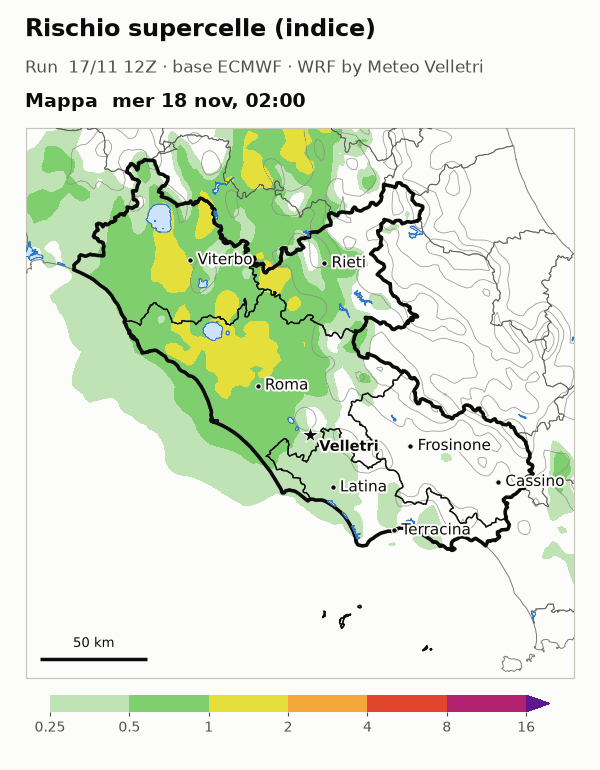 Rischio supercelle (indice)
Run  17/11 12Z · base ECMWF · WRF by Meteo Velletri
Mappa  mer 18 nov, 02:00
Viterbo
Rieti
Roma
Velletri
Frosinone
Latina
Cassino
Terracina
50 km
0.25 0.5 1 2 4 8 16